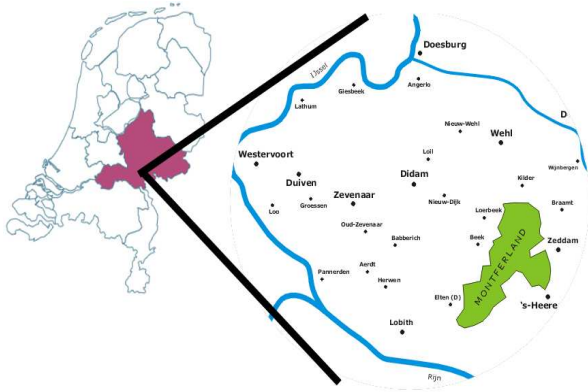 Doesburg
IJssel
Giesbeek
Angerlo
Lathum
D
Nieuw-Wehl
Wehl
Westervoort
Loil
Wijnbergen
Duiven
Didam
Kilder
Zevenaar
Nieuw-Dijk
Loo
Groessen
Loerbeek
Braamt
Oud-Zevenaar
Babberich
Beek
Zeddam
MONTFERLAND
Aerdt
Pannerden
Herwen
Elten (D)
's-Heere
Lobith
Rijn